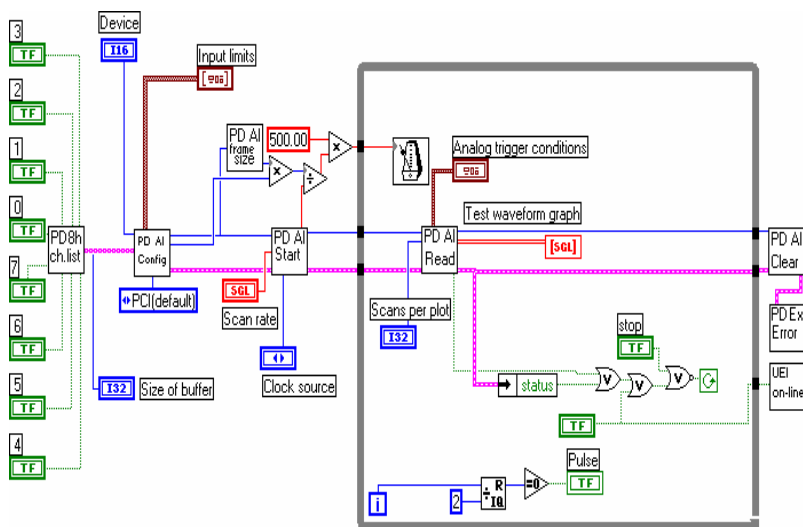 3
TF
2
TF
1
TF
0
TF
7
TF
6
TF
5
TF
4
TF
PD8h
ch.list
Device
I16
Input limits
PD AI
Config
PCI(default)
I32
Size of buffer
PD AI
frame
size
500.00
x
÷
x
PD AI
Start
SGL
Scan rate
Clock source
Analog trigger conditions
Test waveform graph
PD AI
Read
[SGL]
Scans per plot
I32
status
stop
TF
V
V
V
TF
Pulse
TF
i
2
R
÷
IQ
=0
PD AI
Clear
PD Ex
Error
UEI
on-line